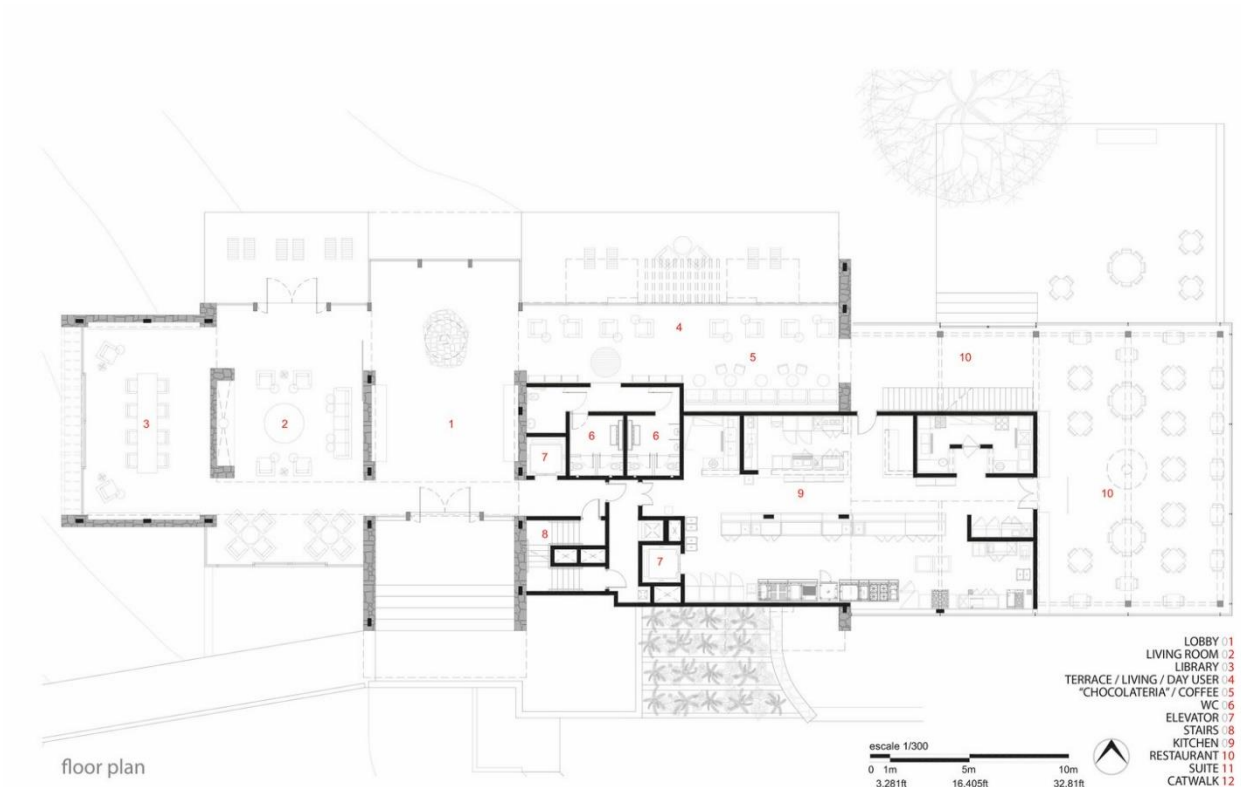 4
5
10
3
2
1
6
6
7
9
10
8
7
LOBBY 01
LIVING ROOM 02
LIBRARY 03
TERRACE / LIVING / DAY USER 04
"CHOCOLATERIA" / COFFEE 05
WC 06
ELEVATOR 07
STAIRS 08
KITCHEN 09
RESTAURANT 10
SUITE 11
CATWALK 12
escale 1/300
0 1m 5m 10m
3.281ft 16.405ft 32.81ft
floor plan